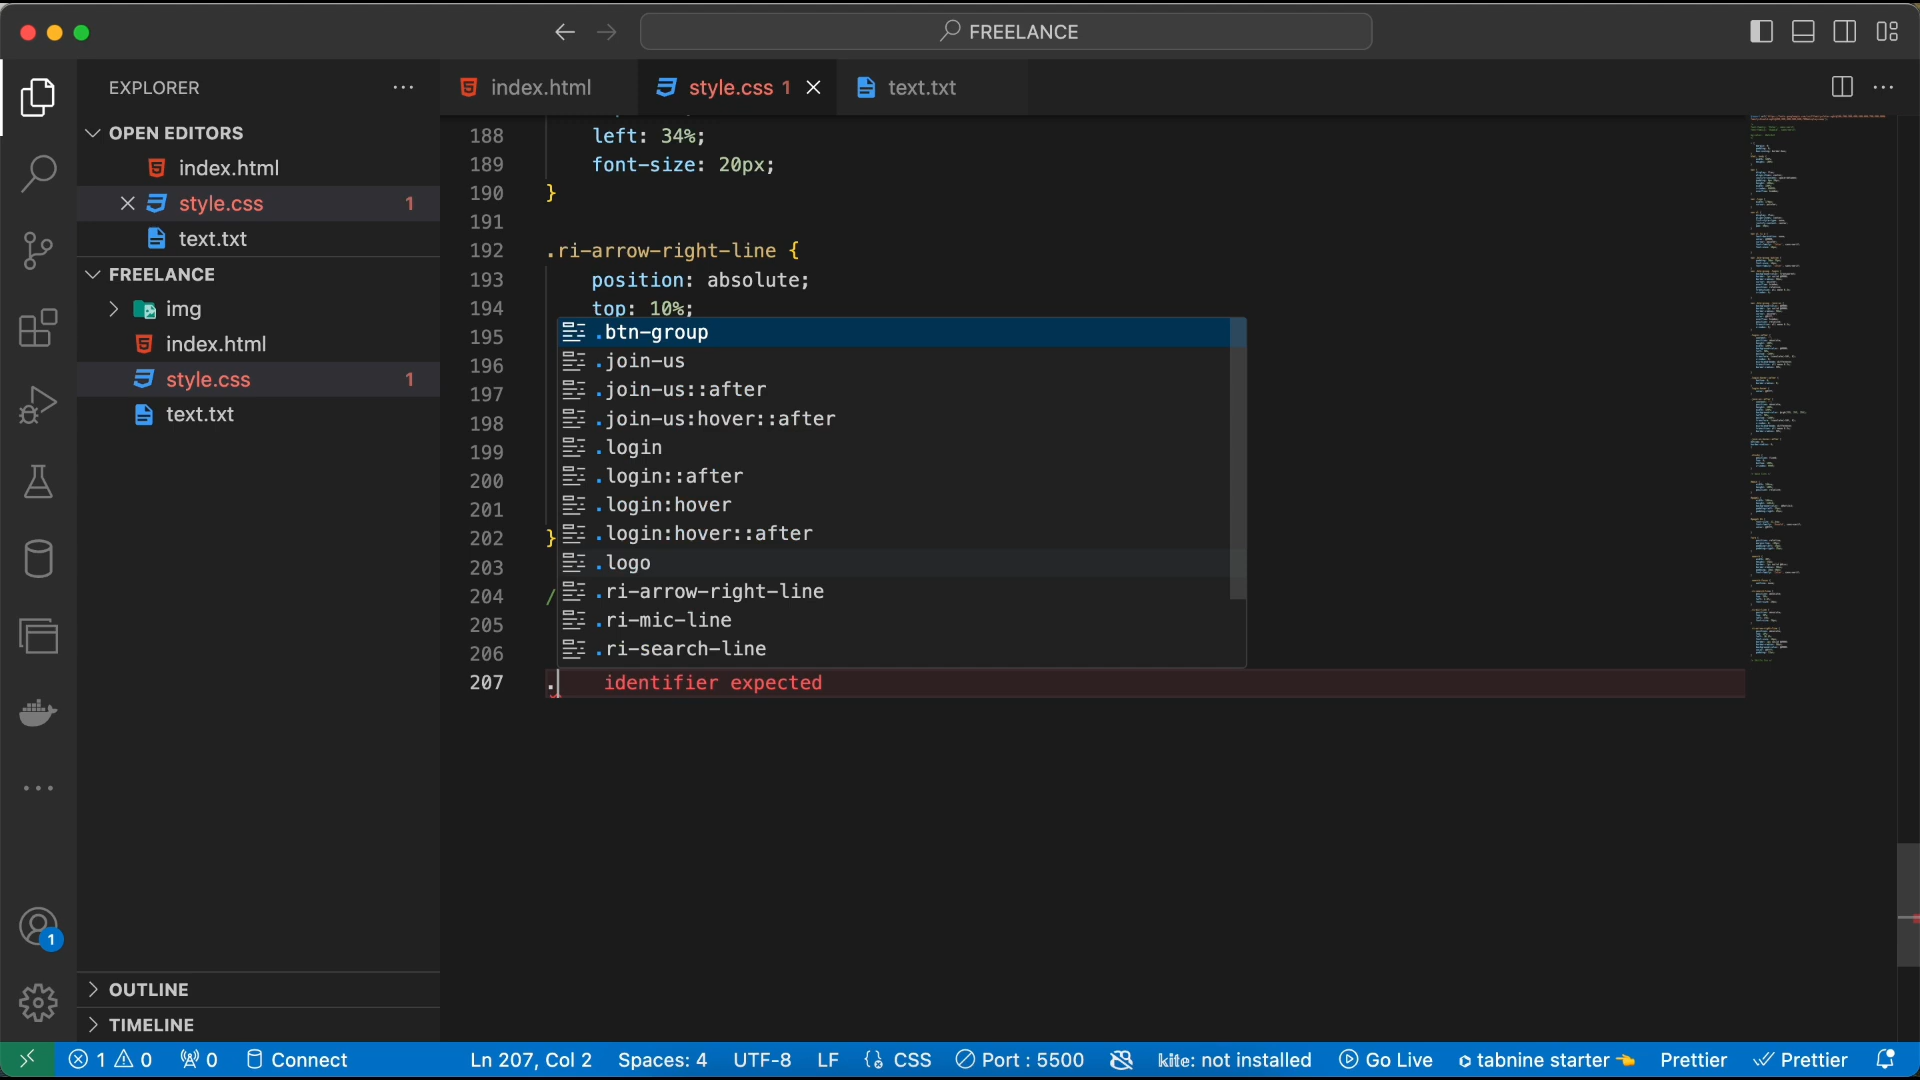 FREELANCE
EXPLORER
index.html
style.css 1
text.txt
OPEN EDITORS
index.html
style.css 1
text.txt
FREELANCE
img
index.html
style.css 1
text.txt
OUTLINE
TIMELINE
188 left: 34%;
189 font-size: 20px;
190 }
191
192 .ri-arrow-right-line {
193 position: absolute;
194 top: 10%;
195
196
197
198
199
200
201
202 }
203
204 /
205
206
207 . identifier expected
.btn-group
.join-us
.join-us::after
.join-us:hover::after
.login
.login::after
.login:hover
.login:hover::after
.logo
.ri-arrow-right-line
.ri-mic-line
.ri-search-line
1
1 0 0 Connect Ln 207, Col 2 Spaces: 4 UTF-8 LF {} CSS Port : 5500 kite: not installed Go Live tabnine starter Prettier Prettier